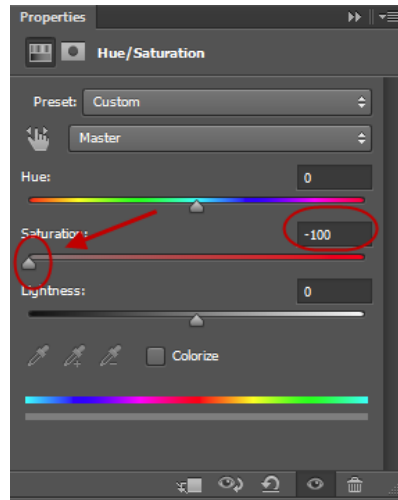 Properties
Hue/Saturation
Preset: Custom
Master
Hue: 0
Saturation: -100
Lightness: 0
Colorize